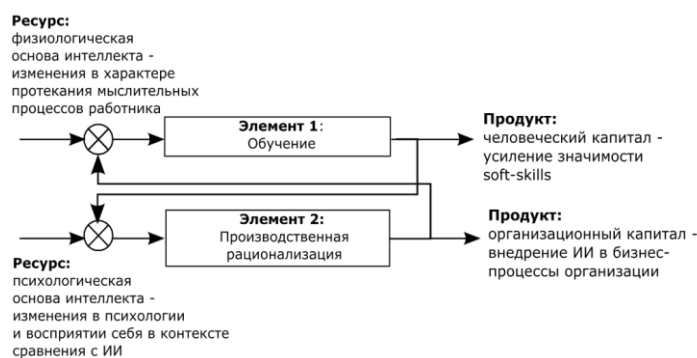 Ресурс:
физиологическая
основа интеллекта -
изменения в характере
протекания мыслительных
процессов работника
Элемент 1:
Обучение
Продукт:
человеческий капитал -
усиление значимости
soft-skills
Элемент 2:
Производственная
рационализация
Продукт:
организационный капитал -
внедрение ИИ в бизнес-
процессы организации
Ресурс:
психологическая
основа интеллекта -
изменения в психологии
и восприятии себя в контексте
сравнения с ИИ